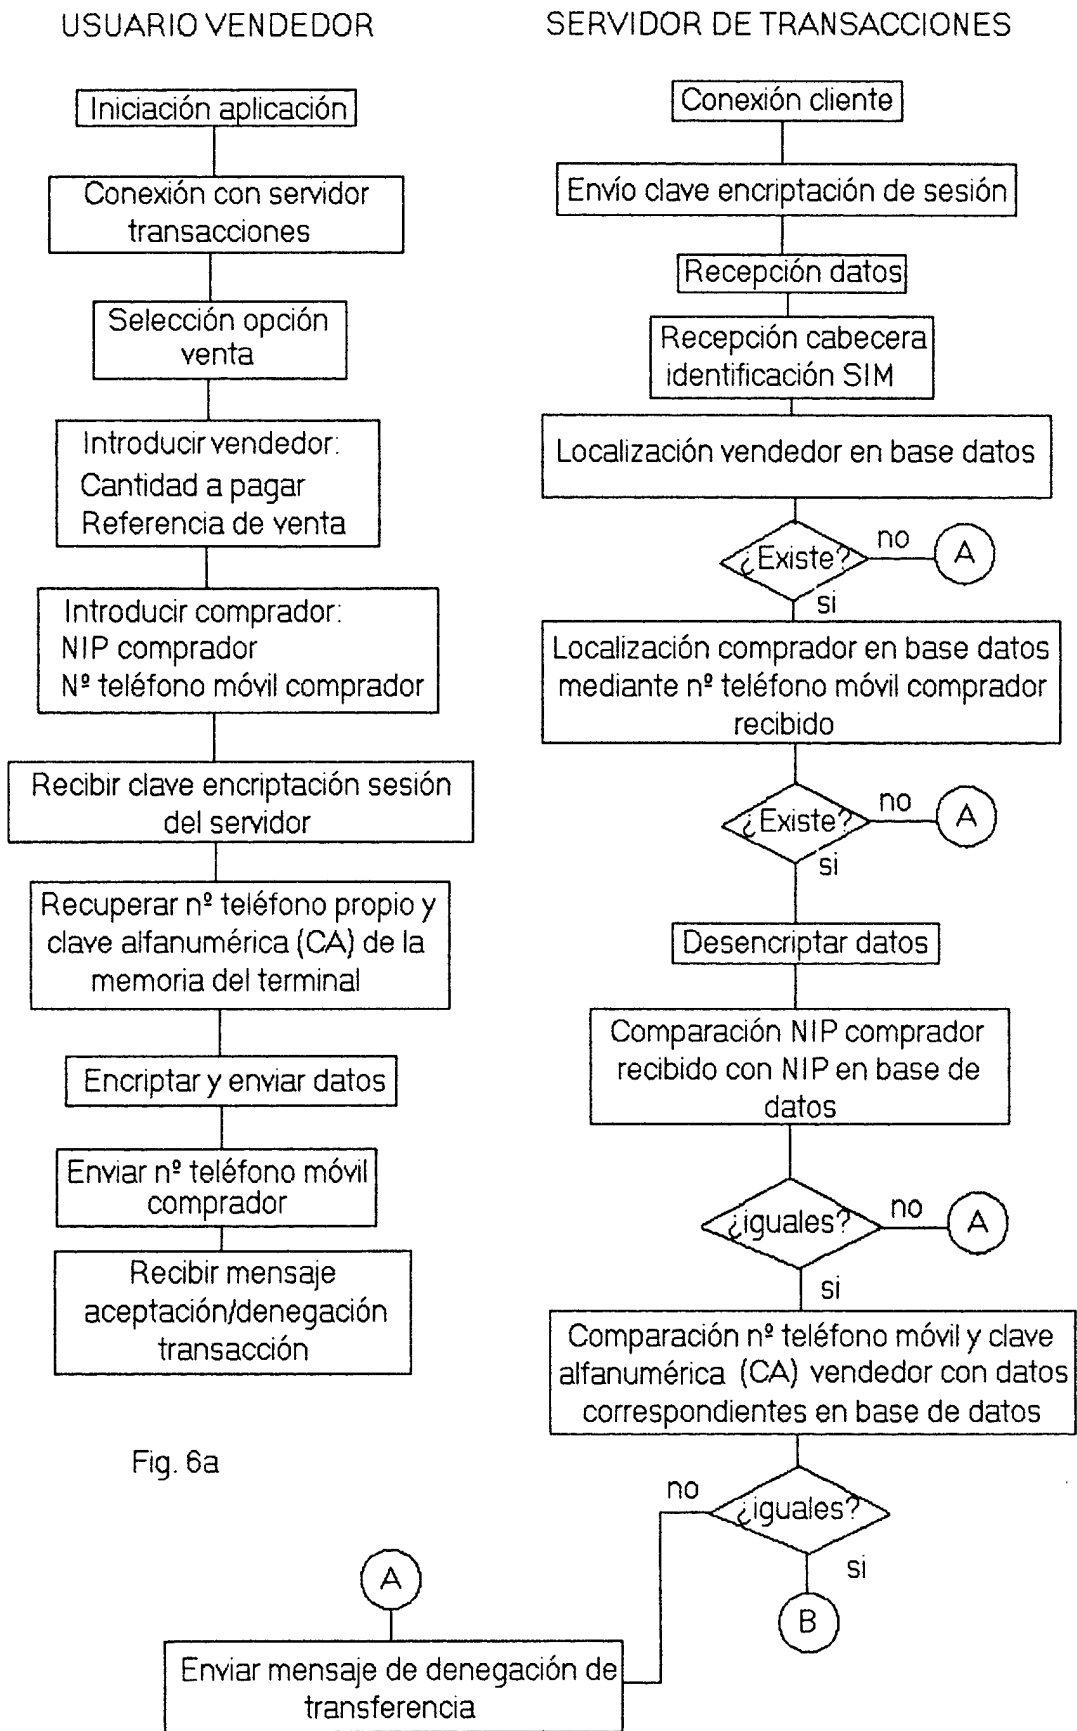 USUARIO VENDEDOR
Iniciación aplicación
Conexión con servidor
transacciones
Selección opción
venta
Introducir vendedor:
Cantidad a pagar
Referencia de venta
Introducir comprador:
NIP comprador
Nº teléfono móvil comprador
Recibir clave encriptación sesión
del servidor
Recuperar nº teléfono propio y
clave alfanumérica (CA) de la
memoria del terminal
Encriptar y enviar datos
Enviar nº teléfono móvil
comprador
Recibir mensaje
aceptación/denegación
transacción
Fig. 6a
SERVIDOR DE TRANSACCIONES
Conexión cliente
Envío clave encriptación de sesión
Recepción datos
Recepción cabecera
identificación SIM
Localización vendedor en base datos
¿Existe?
no
A
si
Localización comprador en base datos
mediante nº teléfono móvil comprador
recibido
¿Existe?
no
A
si
Desencriptar datos
Comparación NIP comprador
recibido con NIP en base de
datos
¿iguales?
no
A
si
Comparación nº teléfono móvil y clave
alfanumérica (CA) vendedor con datos
correspondientes en base de datos
¿iguales?
no
si
B
A
Enviar mensaje de denegación de
transferencia